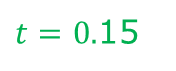 t = 0.15